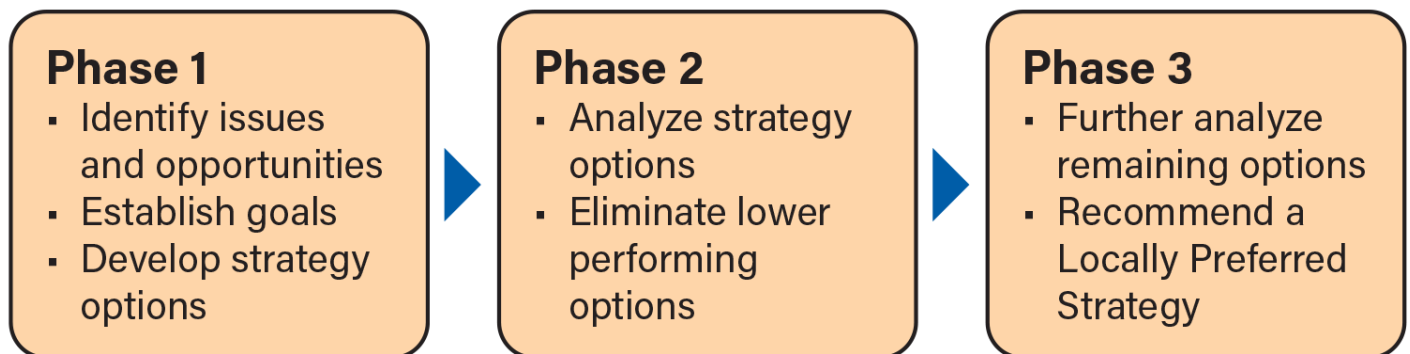 Phase 1
▪ Identify issues
and opportunities
▪ Establish goals
▪ Develop strategy
options
Phase 2
▪ Analyze strategy
options
▪ Eliminate lower
performing
options
Phase 3
▪ Further analyze
remaining options
▪ Recommend a
Locally Preferred
Strategy